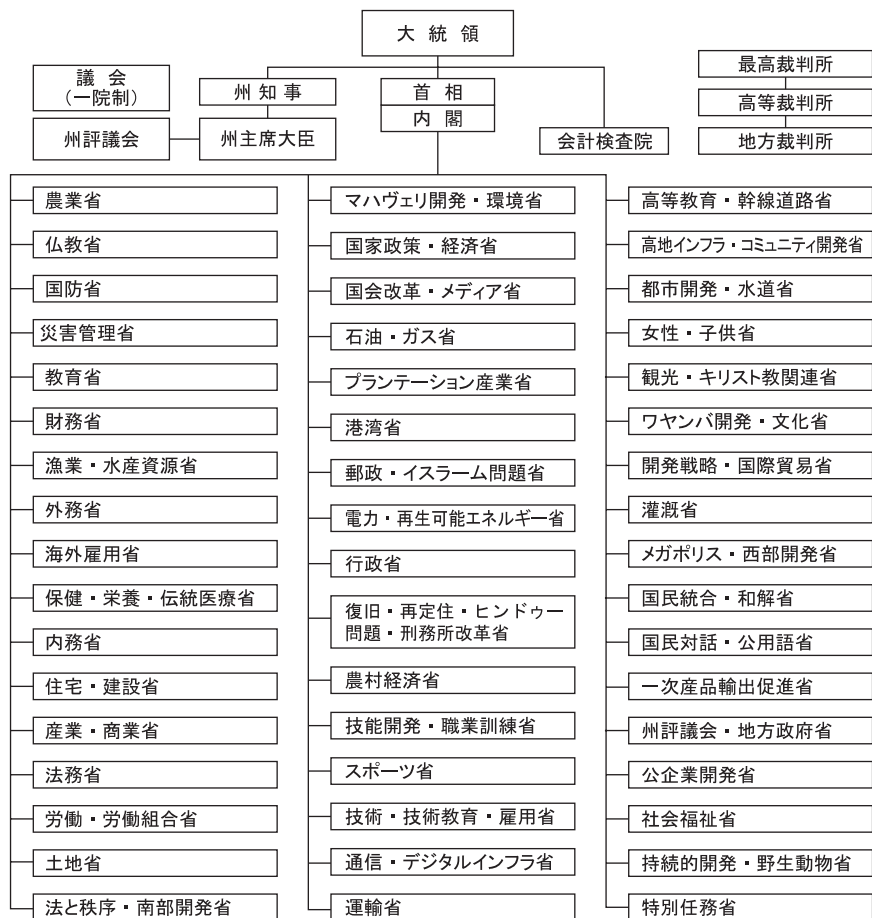 大統領
議会
(一院制)
州知事
首相
内閣
最高裁判所
高等裁判所
地方裁判所
州評議会
州主席大臣
会計検査院
農業省
仏教省
国防省
災害管理省
教育省
財務省
漁業・水産資源省
外務省
海外雇用省
保健・栄養・伝統医療省
内務省
住宅・建設省
産業・商業省
法務省
労働・労働組合省
土地省
法と秩序・南部開発省
マハヴェリ開発・環境省
国家政策・経済省
国会改革・メディア省
石油・ガス省
プランテーション産業省
港湾省
郵政・イスラーム問題省
電力・再生可能エネルギー省
行政省
復旧・再定住・ヒンドゥー
問題・刑務所改革省
農村経済省
技能開発・職業訓練省
スポーツ省
技術・技術教育・雇用省
通信・デジタルインフラ省
運輸省
高等教育・幹線道路省
高地インフラ・コミュニティ開発省
都市開発・水道省
女性・子供省
観光・キリスト教関連省
ワヤンバ開発・文化省
開発戦略・国際貿易省
灌漑省
メガポリス・西部開発省
国民統合・和解省
国民対話・公用語省
一次産品輸出促進省
州評議会・地方政府省
公企業開発省
社会福祉省
持続的開発・野生動物省
特別任務省